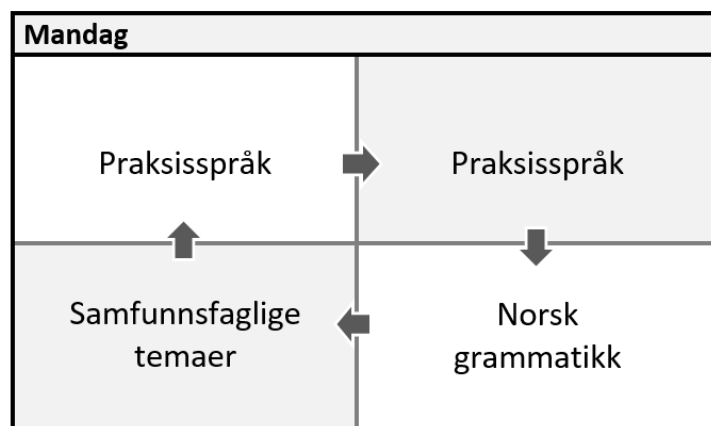 Mandag
Praksisspråk
Praksisspråk
Samfunnsfaglige
temaer
Norsk
grammatikk